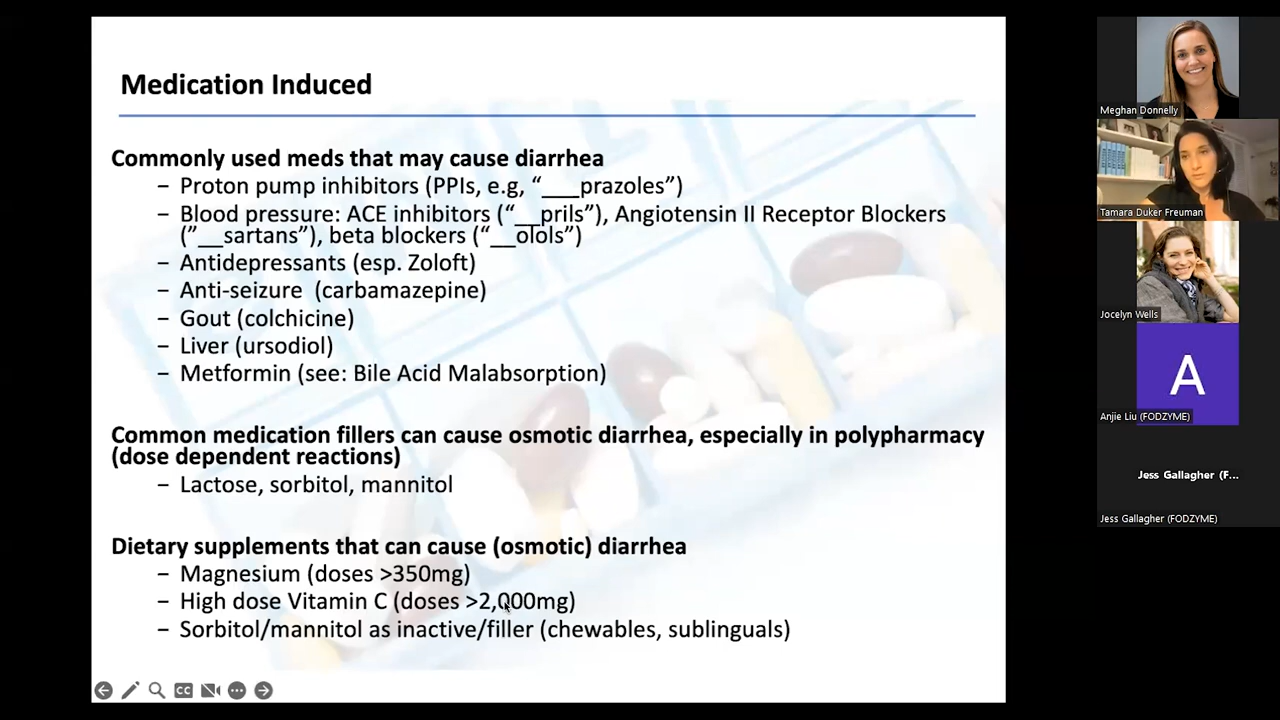 Medication Induced
Commonly used meds that may cause diarrhea
– Proton pump inhibitors (PPIs, e.g, “___prazoles”)
– Blood pressure: ACE inhibitors (“__prils”), Angiotensin II Receptor Blockers
(”__sartans”), beta blockers (“__olols”)
– Antidepressants (esp. Zoloft)
– Anti-seizure (carbamazepine)
– Gout (colchicine)
– Liver (ursodiol)
– Metformin (see: Bile Acid Malabsorption)
Common medication fillers can cause osmotic diarrhea, especially in polypharmacy
(dose dependent reactions)
– Lactose, sorbitol, mannitol
Dietary supplements that can cause (osmotic) diarrhea
– Magnesium (doses >350mg)
– High dose Vitamin C (doses >2,000mg)
– Sorbitol/mannitol as inactive/filler (chewables, sublinguals)
CC
Meghan Donnelly
Tamara Duker Freuman
Jocelyn Wells
A
Anjie Liu (FODZYME)
Jess Gallagher (F...
Jess Gallagher (FODZYME)